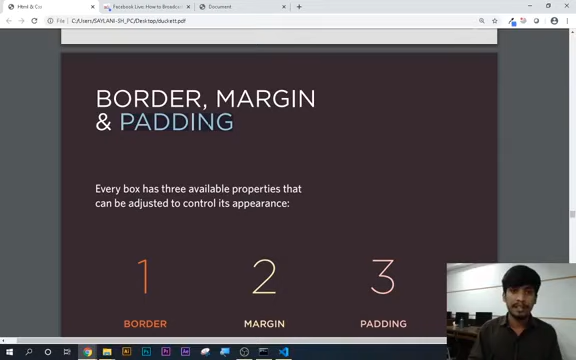 Html & Css
Facebook Live: How to Broadcas
Document
File
C:/Users/SAYLANI-SH_PC/Desktop/duckett.pdf
BORDER, MARGIN
& PADDING
Every box has three available properties that
can be adjusted to control its appearance:
1 2 3
BORDER MARGIN PADDING